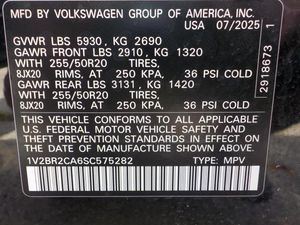 MFD BY VOLKSWAGEN GROUP OF AMERICA, INC.
USA 07/2025
GVWR LBS 5930, KG 2690
GAWR FRONT LBS 2910, KG 1320
WITH 255/50R20 TIRES,
8JX20 RIMS, AT 250 KPA, 36 PSI COLD
GAWR REAR LBS 3131, KG 1420
WITH 255/50R20 TIRES,
8JX20 RIMS, AT 250 KPA, 36 PSI COLD
THIS VEHICLE CONFORMS TO ALL APPLICABLE
U.S. FEDERAL MOTOR VEHICLE SAFETY AND
THEFT PREVENTION STANDARDS IN EFFECT ON
THE DATE OF MANUFACTURE SHOWN ABOVE.
1V2BR2CA6SC575282 TYPE: MPV
2918673 1